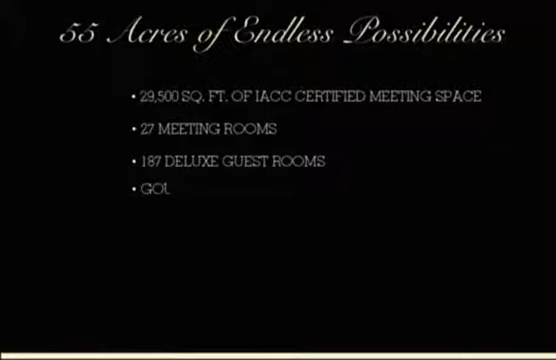 55 Acres of Endless Possibilities
• 29,500 SQ. FT. OF IACC CERTIFIED MEETING SPACE
• 27 MEETING ROOMS
• 187 DELUXE GUEST ROOMS